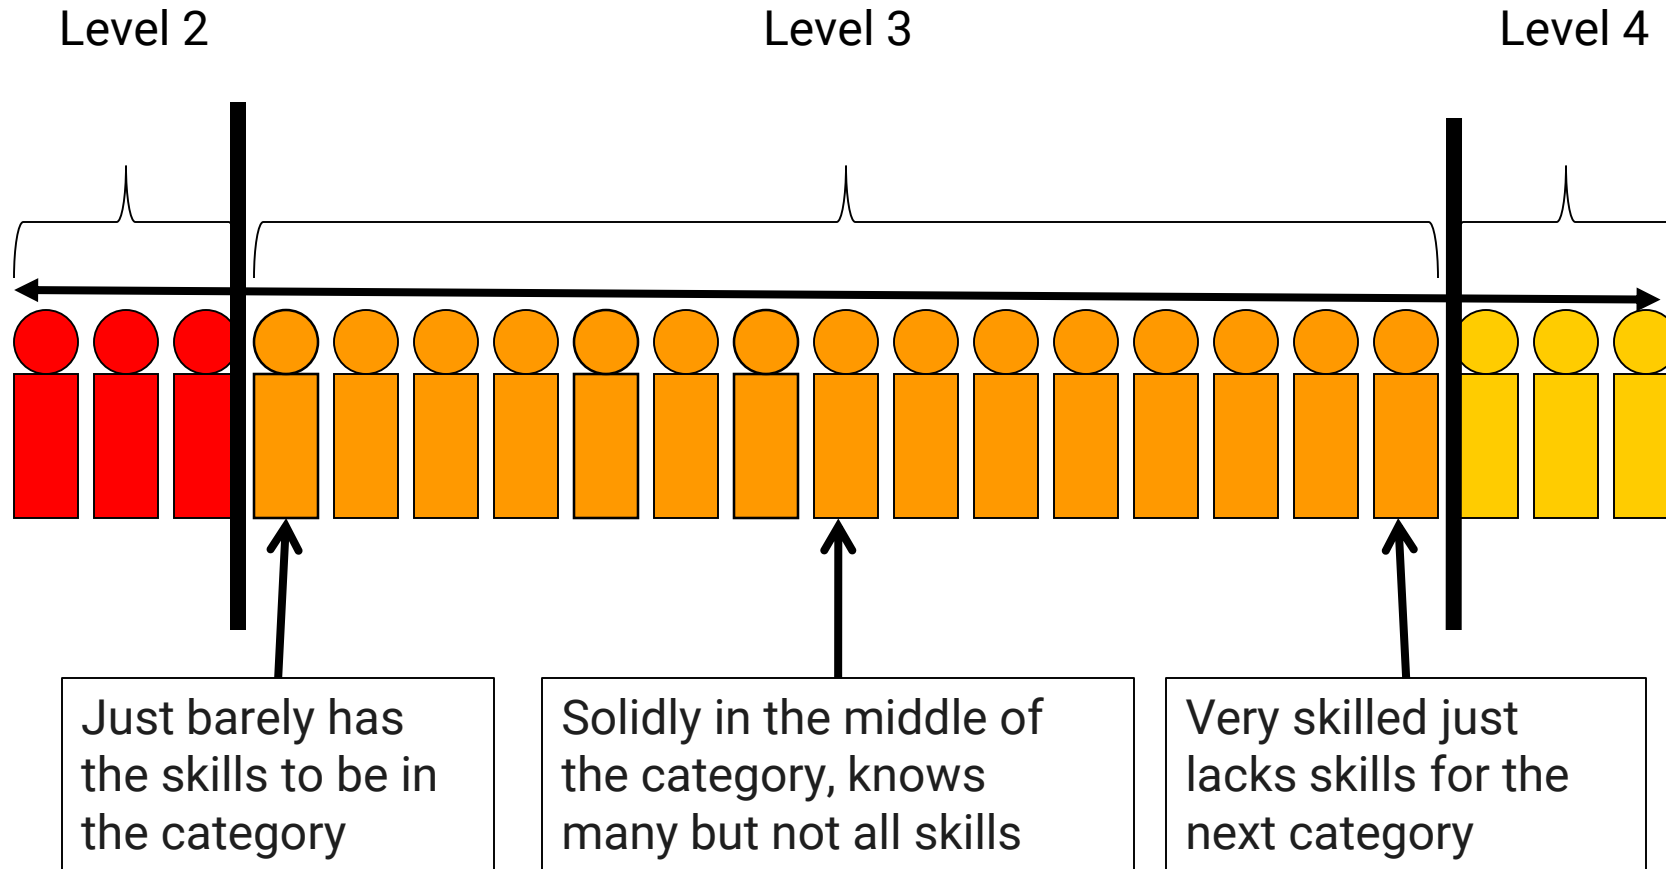 Level 2
Level 3
Level 4
Just barely has
the skills to be in
the category
Solidly in the middle of
the category, knows
many but not all skills
Very skilled just
lacks skills for the
next category